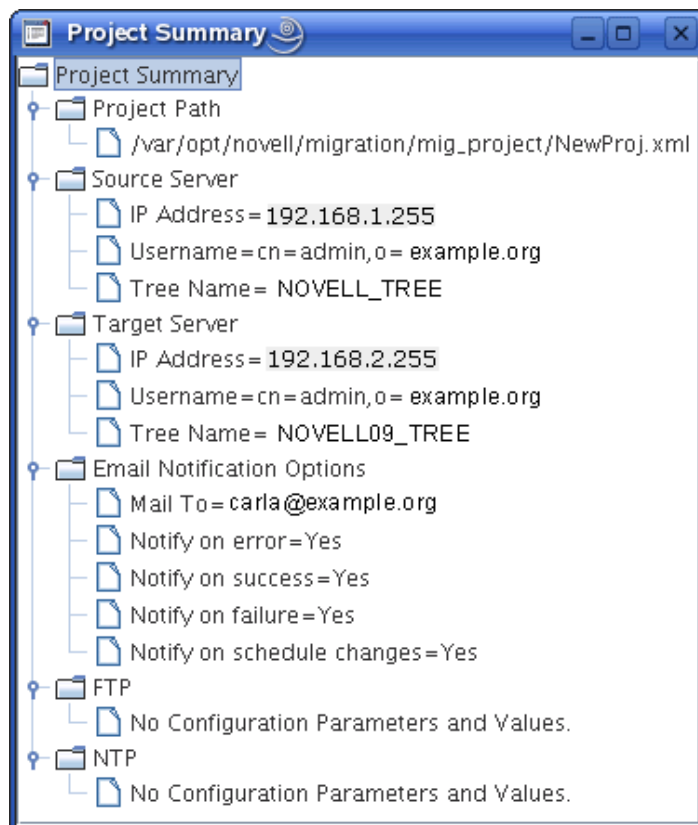 Project Summary
Project Summary
Project Path
/var/opt/novell/migration/mig_project/NewProj.xml
Source Server
IP Address= 192.168.1.255
Username=cn=admin,o= example.org
Tree Name= NOVELL_TREE
Target Server
IP Address= 192.168.2.255
Username=cn=admin,o= example.org
Tree Name= NOVELL09_TREE
Email Notification Options
Mail To= carla@example.org
Notify on error=Yes
Notify on success=Yes
Notify on failure=Yes
Notify on schedule changes=Yes
FTP
No Configuration Parameters and Values.
NTP
No Configuration Parameters and Values.